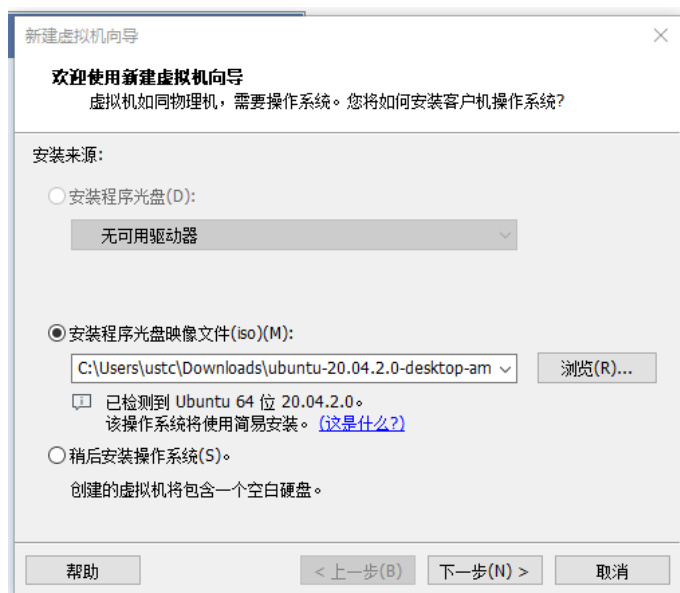 新建虚拟机向导
欢迎使用新建虚拟机向导
虚拟机如同物理机，需要操作系统。您将如何安装客户机操作系统?
安装来源:
安装程序光盘(D):
无可用驱动器
安装程序光盘映像文件(iso)(M):
C:\Users\ustc\Downloads\ubuntu-20.04.2.0-desktop-am
浏览(R)...
已检测到 Ubuntu 64 位 20.04.2.0。
该操作系统将使用简易安装。(这是什么?)
稍后安装操作系统(S)。
创建的虚拟机将包含一个空白硬盘。
帮助
< 上一步(B)
下一步(N) >
取消